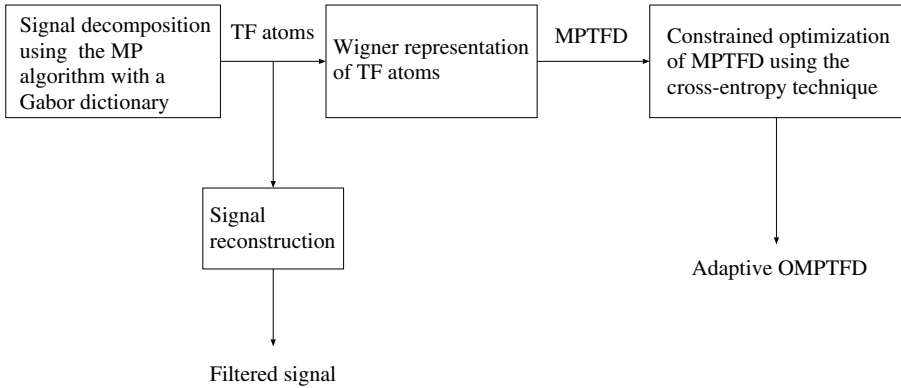 Signal decomposition
using the MP
algorithm with a
Gabor dictionary
TF atoms
Wigner representation
of TF atoms
MPTFD
Constrained optimization
of MPTFD using the
cross-entropy technique
Signal
reconstruction
Adaptive OMPTFD
Filtered signal